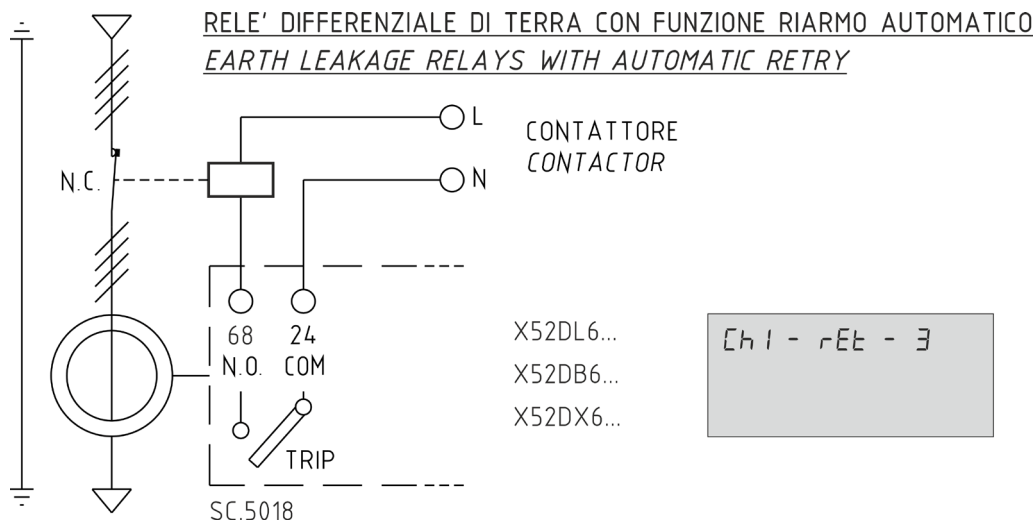 RELE' DIFFERENZIALE DI TERRA CON FUNZIONE RIARMO AUTOMATICO
EARTH LEAKAGE RELAYS WITH AUTOMATIC RETRY
L
CONTATTORE
CONTACTOR
N.C.
N
68
24
N.O.
COM
TRIP
SC.5018
X52DL6...
X52DB6...
X52DX6...
Ch1 - rEt - 3